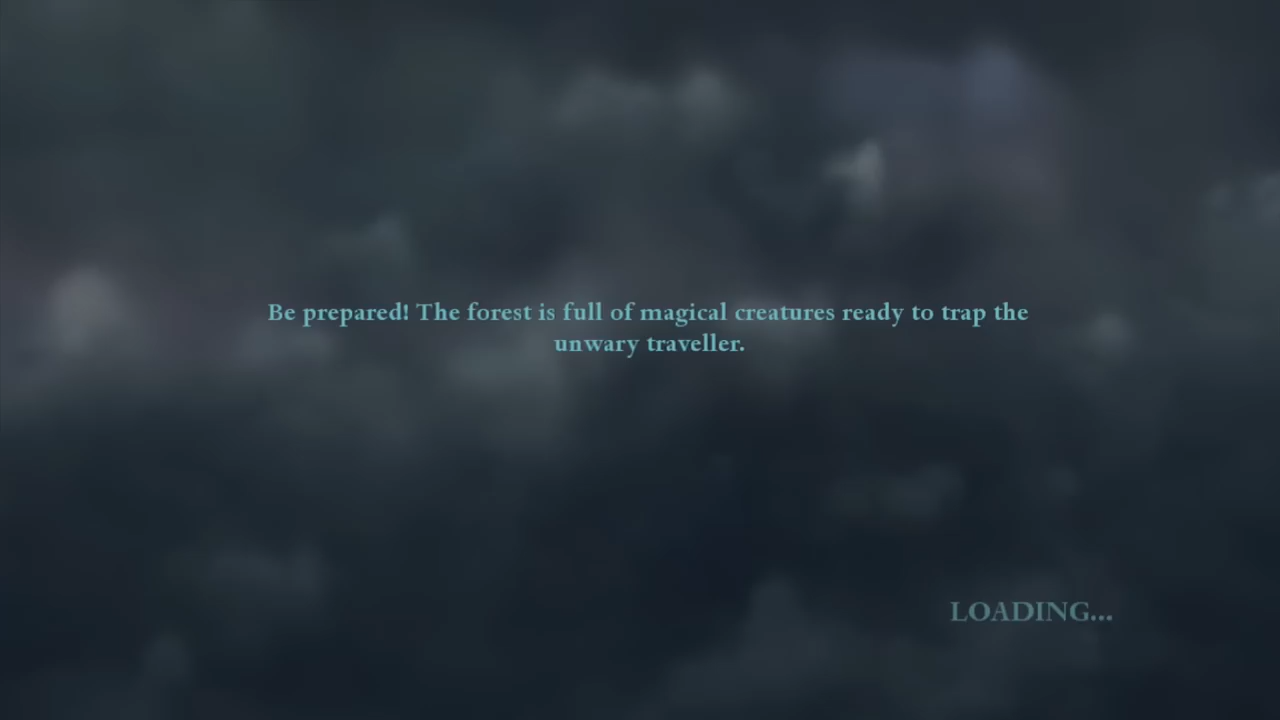 Be prepared! The forest is full of magical creatures ready to trap the
unwary traveller.
LOADING...